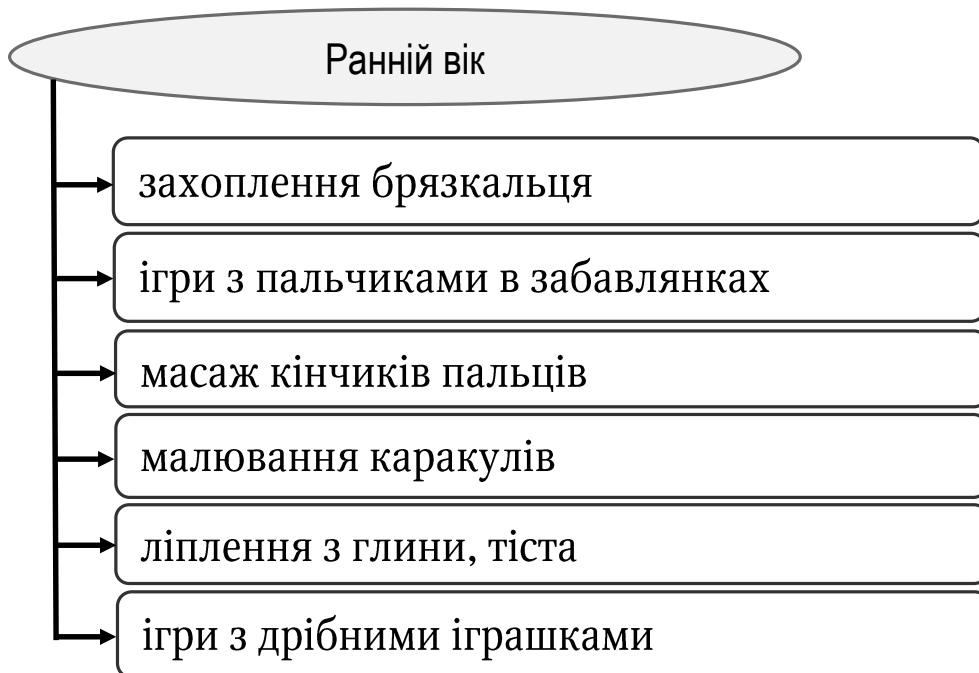 Ранній вік
захоплення брязкальця
ігри з пальчиками в забавлянках
масаж кінчиків пальців
малювання каракулів
ліплення з глини, тіста
ігри з дрібними іграшками